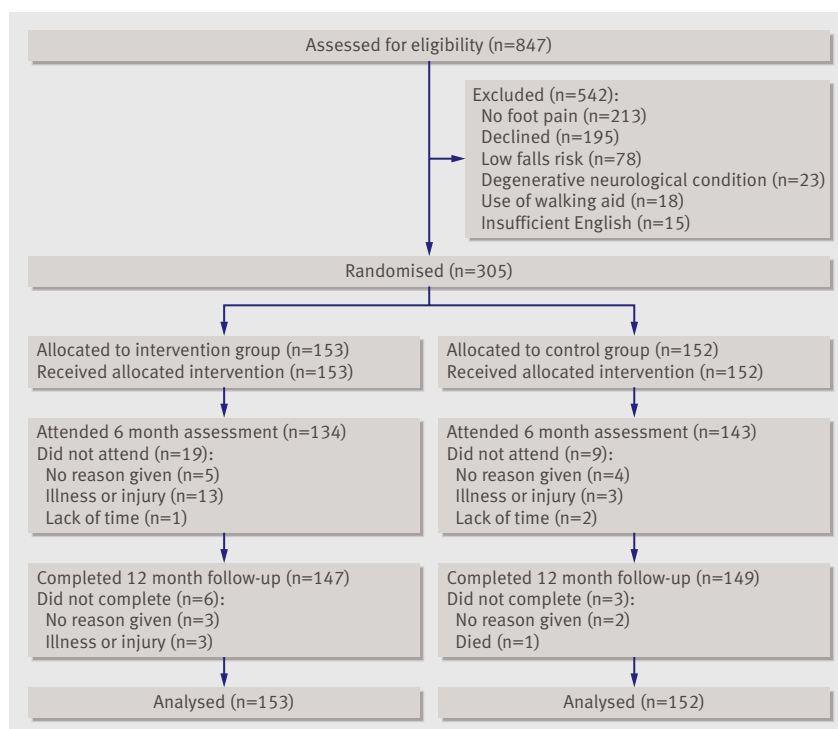 Assessed for eligibility (n=847)
Excluded (n=542):
No foot pain (n=213)
Declined (n=195)
Low falls risk (n=78)
Degenerative neurological condition (n=23)
Use of walking aid (n=18)
Insufficient English (n=15)
Randomised (n=305)
Allocated to intervention group (n=153)
Received allocated intervention (n=153)
Allocated to control group (n=152)
Received allocated intervention (n=152)
Attended 6 month assessment (n=134)
Did not attend (n=19):
No reason given (n=5)
Illness or injury (n=13)
Lack of time (n=1)
Attended 6 month assessment (n=143)
Did not attend (n=9):
No reason given (n=4)
Illness or injury (n=3)
Lack of time (n=2)
Completed 12 month follow-up (n=147)
Did not complete (n=6):
No reason given (n=3)
Illness or injury (n=3)
Completed 12 month follow-up (n=149)
Did not complete (n=3):
No reason given (n=2)
Died (n=1)
Analysed (n=153)
Analysed (n=152)